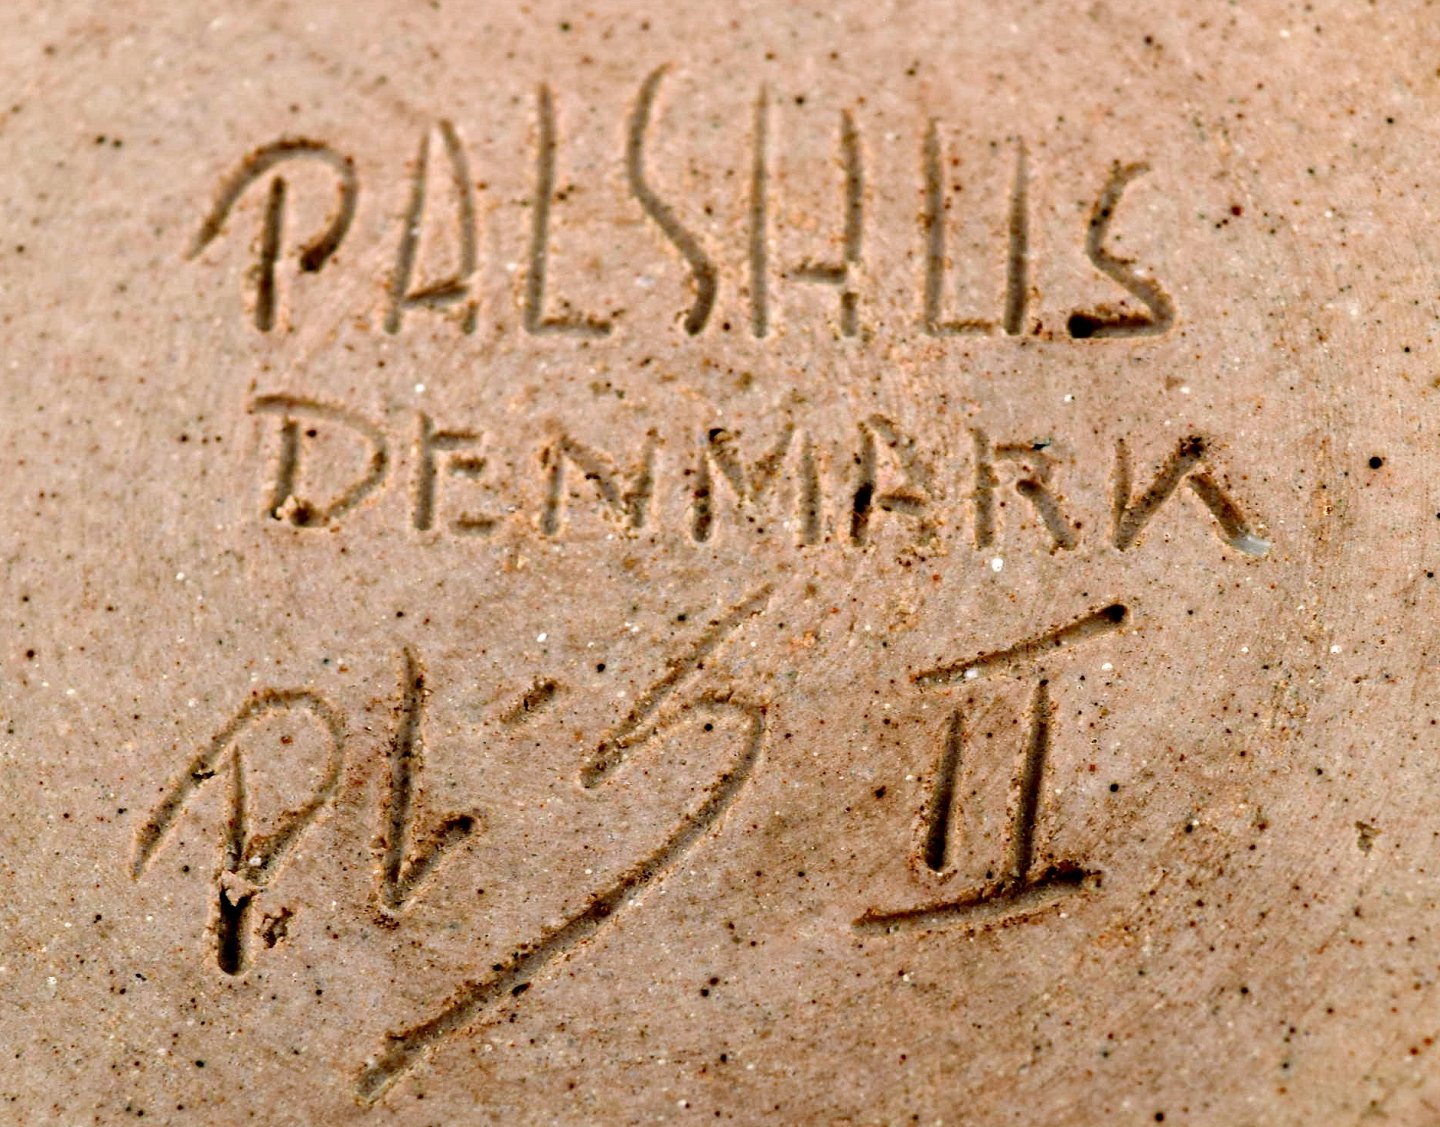 PALSHUS
DENMARK
PL-S II